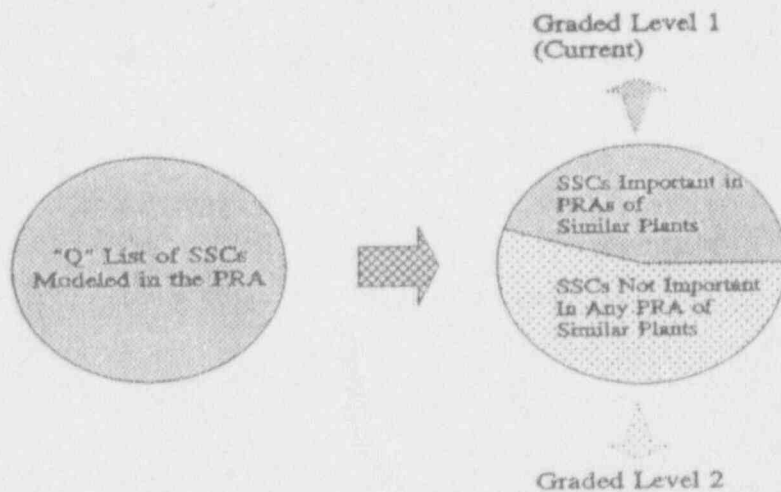 Graded Level 1
(Current)
SSCs Important in
PRAs of
Similar Plants
"Q" List of SSCs
Modeled in the PRA
SSCs Not Important
In Any PRA of
Similar Plants
Graded Level 2